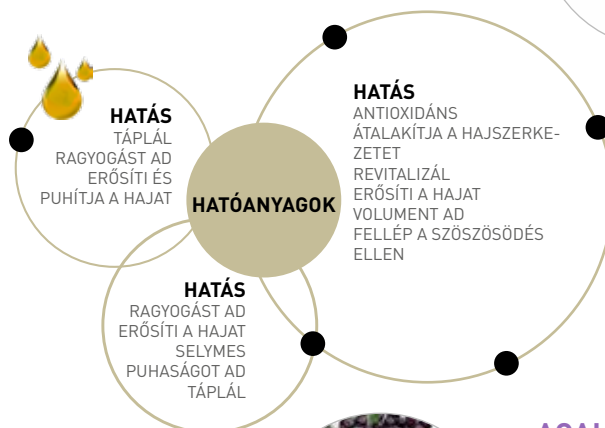 HATÁS
TÁPLÁL
RAGYOGÁST AD
ERŐSÍTI ÉS
PUHÍTJA A HAJAT
HATÓANYAGOK
HATÁS
ANTIOXIDÁNS
ÁTALAKÍTJA A HAJSZERKE-
ZETET
REVITALIZÁL
ERŐSÍTI A HAJAT
VOLUMENT AD
FELLÉP A SZÖSZÖSÖDÉS
ELLEN
HATÁS
RAGYOGÁST AD
ERŐSÍTI A HAJAT
SELYMES
PUHASÁGOT AD
TÁPLÁL